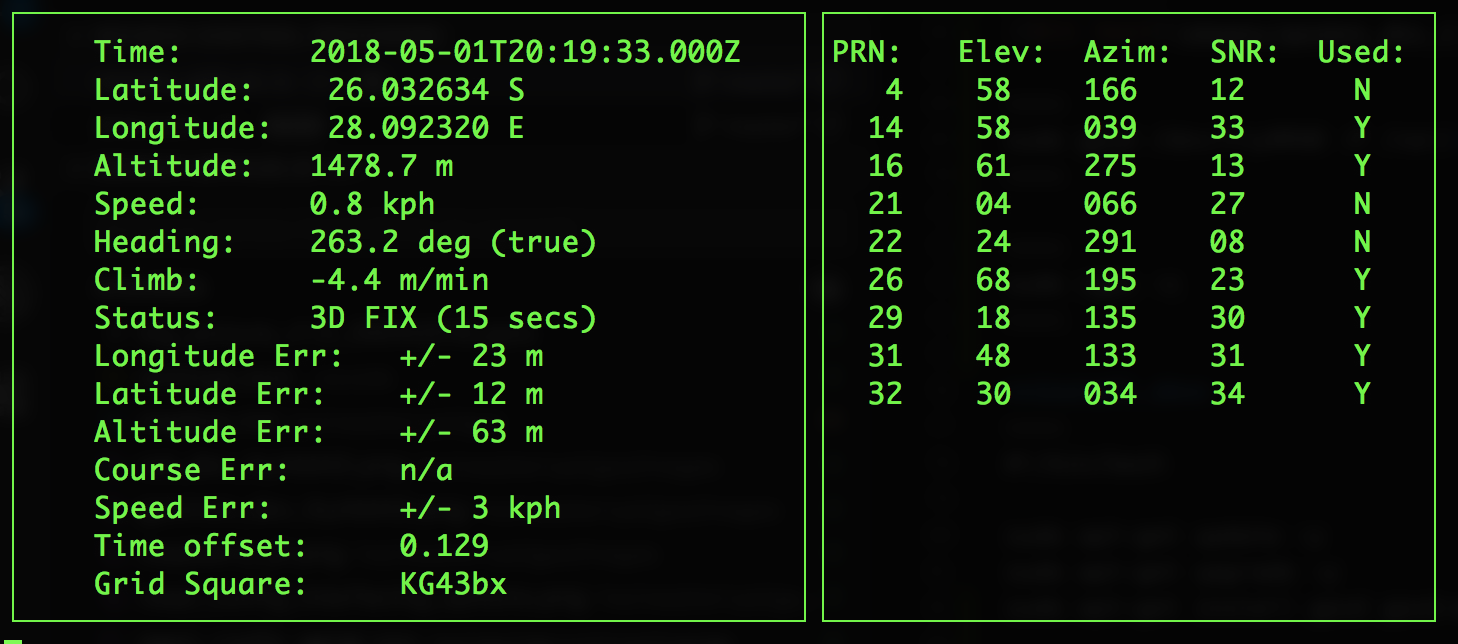 Time: 2018-05-01T20:19:33.000Z
Latitude: 26.032634 S
Longitude: 28.092320 E
Altitude: 1478.7 m
Speed: 0.8 kph
Heading: 263.2 deg (true)
Climb: -4.4 m/min
Status: 3D FIX (15 secs)
Longitude Err: +/- 23 m
Latitude Err: +/- 12 m
Altitude Err: +/- 63 m
Course Err: n/a
Speed Err: +/- 3 kph
Time offset: 0.129
Grid Square: KG43bx
PRN: Elev: Azim: SNR: Used:
4 58 166 12 N
14 58 039 33 Y
16 61 275 13 Y
21 04 066 27 N
22 24 291 08 N
26 68 195 23 Y
29 18 135 30 Y
31 48 133 31 Y
32 30 034 34 Y